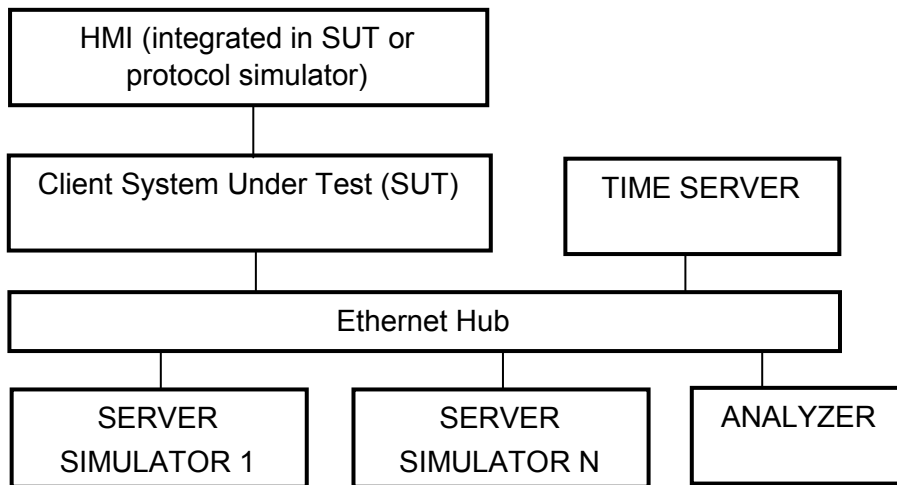 HMI (integrated in SUT or
protocol simulator)
Client System Under Test (SUT)
TIME SERVER
Ethernet Hub
SERVER
SIMULATOR 1
SERVER
SIMULATOR N
ANALYZER